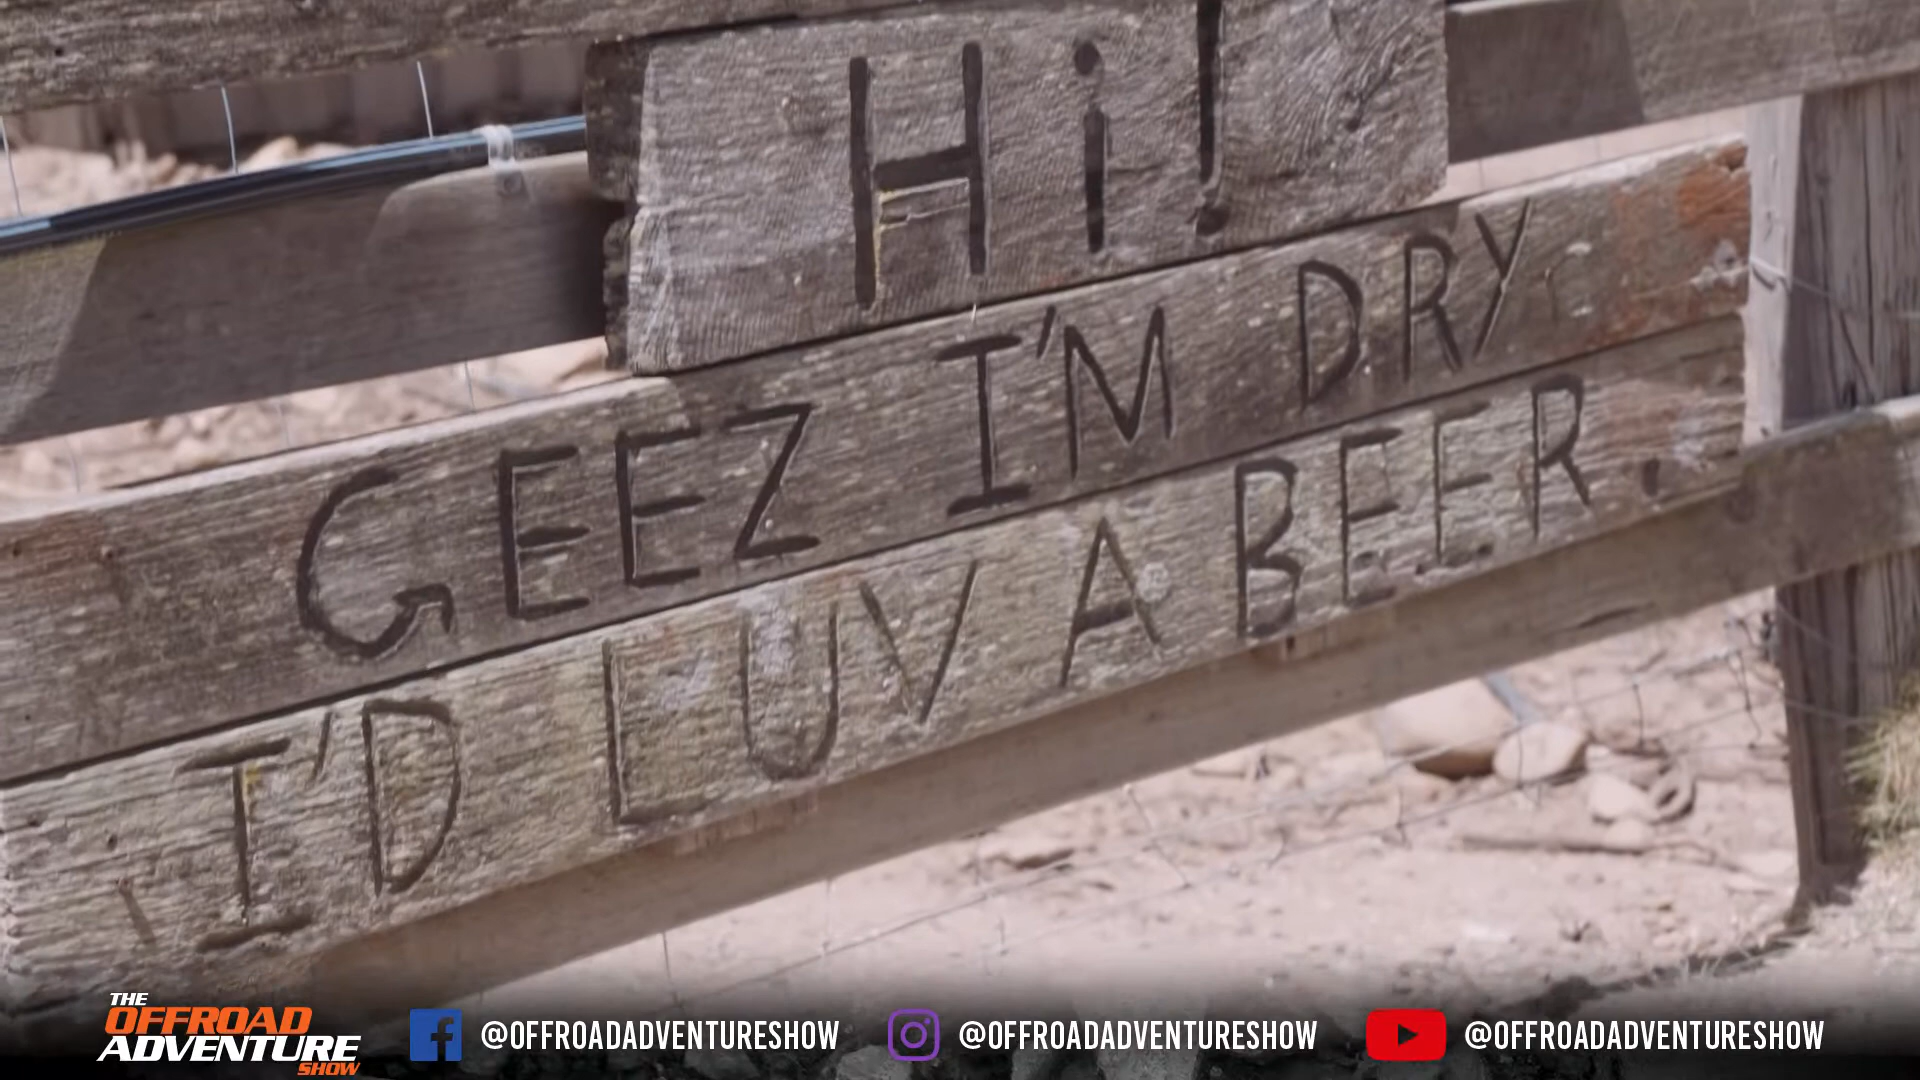 Hi!
GEEZ I'M DRY.
I'D LUV A BEER.
THE
OFFROAD
ADVENTURE
SHOW
@OFFROADADVENTURESHOW
@OFFROADADVENTURESHOW
@OFFROADADVENTURESHOW